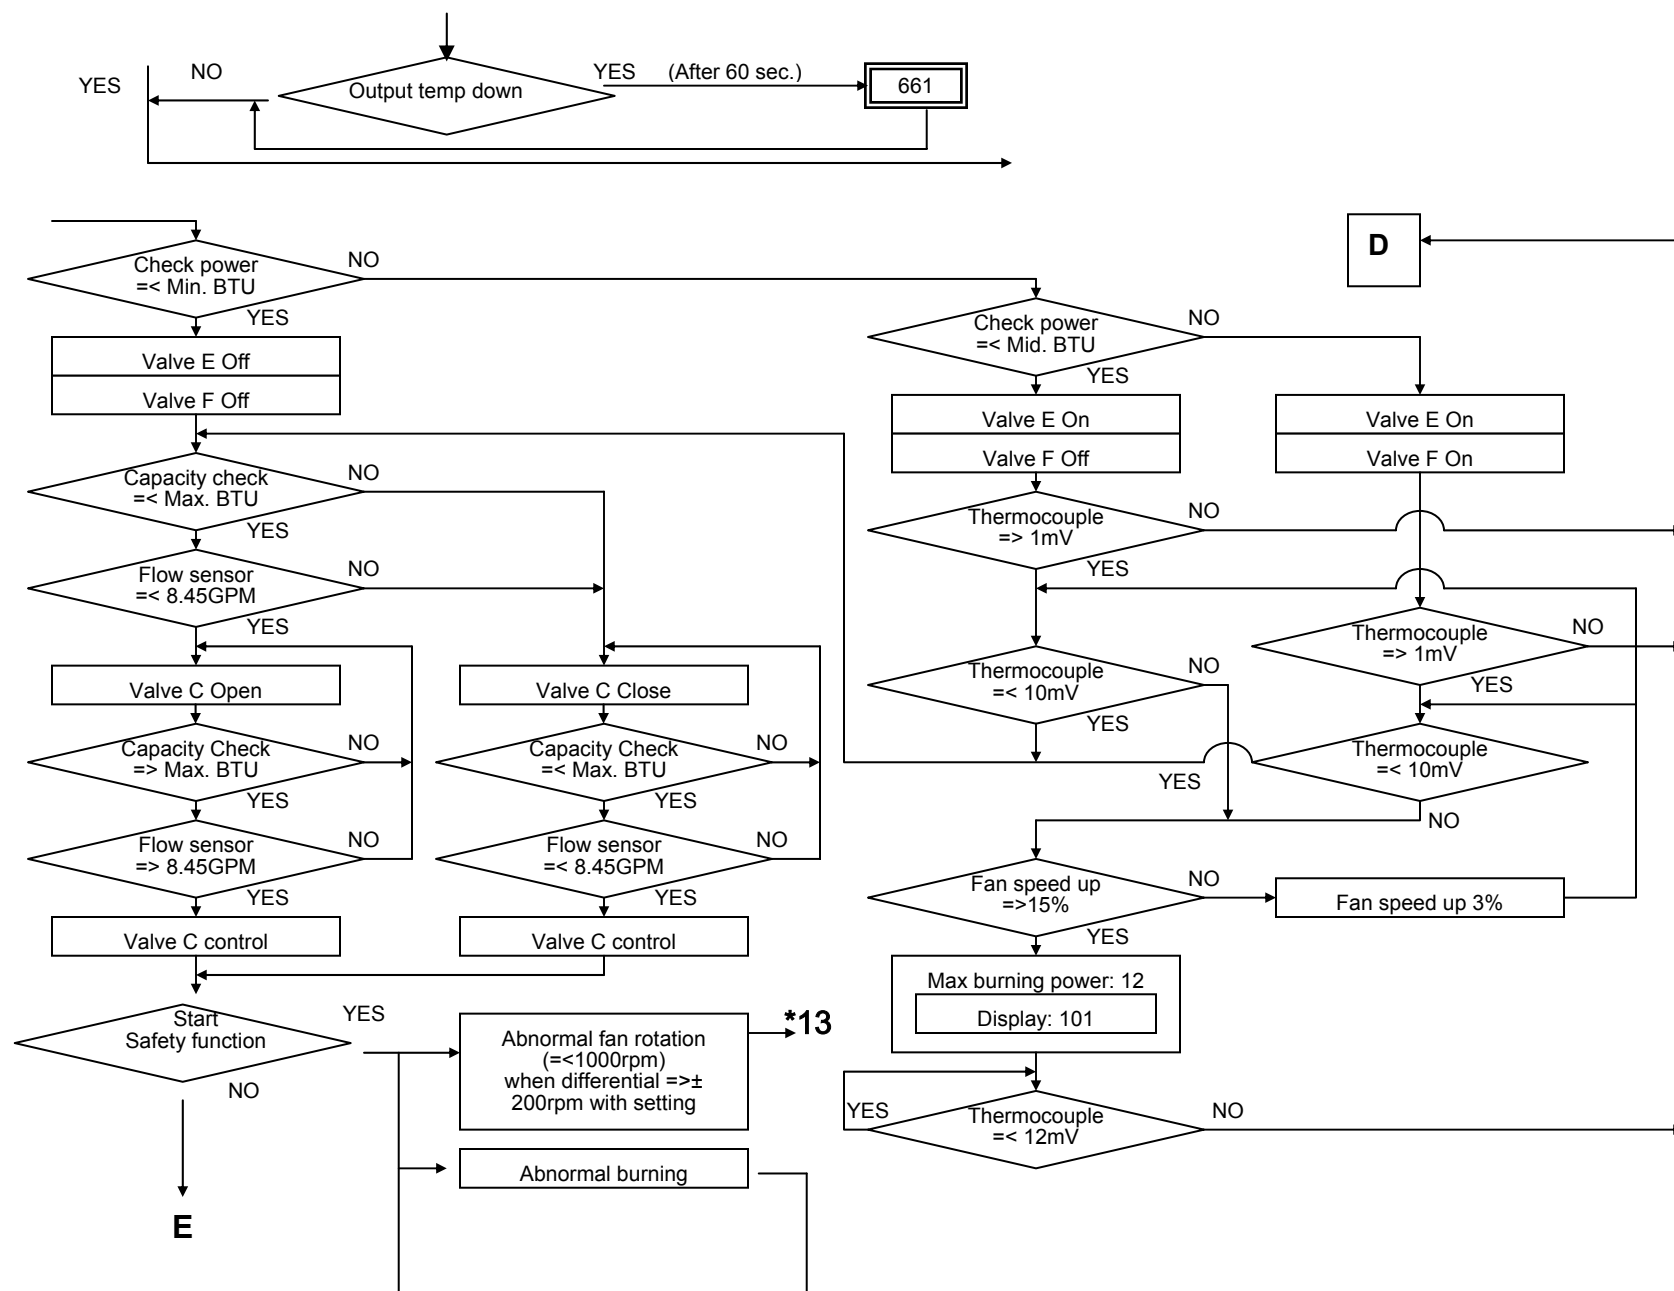 YES
NO
Output temp down
YES
(After 60 sec.)
661
Check power
=< Min. BTU
NO
YES
Valve E Off
Valve F Off
Capacity check
=< Max. BTU
NO
YES
Flow sensor
=< 8.45GPM
NO
YES
Valve C Open
Capacity Check
=> Max. BTU
NO
YES
Flow sensor
=> 8.45GPM
NO
YES
Valve C control
Valve C Close
Capacity Check
=< Max. BTU
NO
YES
Flow sensor
=< 8.45GPM
NO
YES
Valve C control
Start
Safety function
YES
NO
E
Abnormal fan rotation
(=<1000rpm)
when differential =>±
200rpm with setting
*13
Abnormal burning
D
Check power
=< Mid. BTU
NO
YES
Valve E On
Valve F Off
Valve E On
Valve F On
Thermocouple
=> 1mV
NO
YES
Thermocouple
=> 1mV
NO
YES
Thermocouple
=< 10mV
NO
YES
Thermocouple
=< 10mV
YES
NO
Fan speed up
=>15%
NO
YES
Fan speed up 3%
Max burning power: 12
Display: 101
Thermocouple
=< 12mV
YES
NO